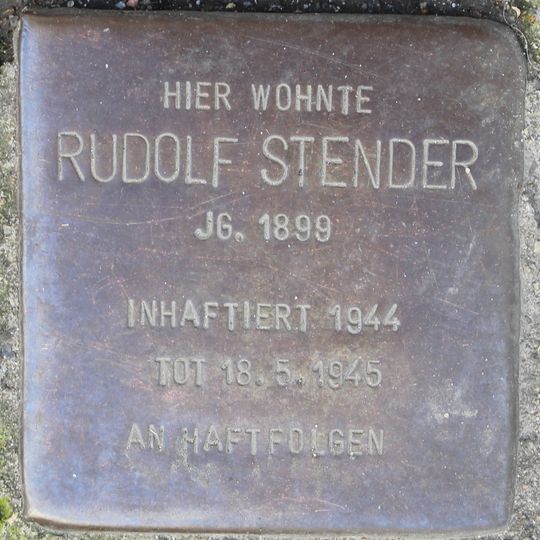 HIER WOHNTE
RUDOLF STENDER
JG. 1899
INHAFTIERT 1944
TOT 18.5.1945
AN HAFTFOLGEN